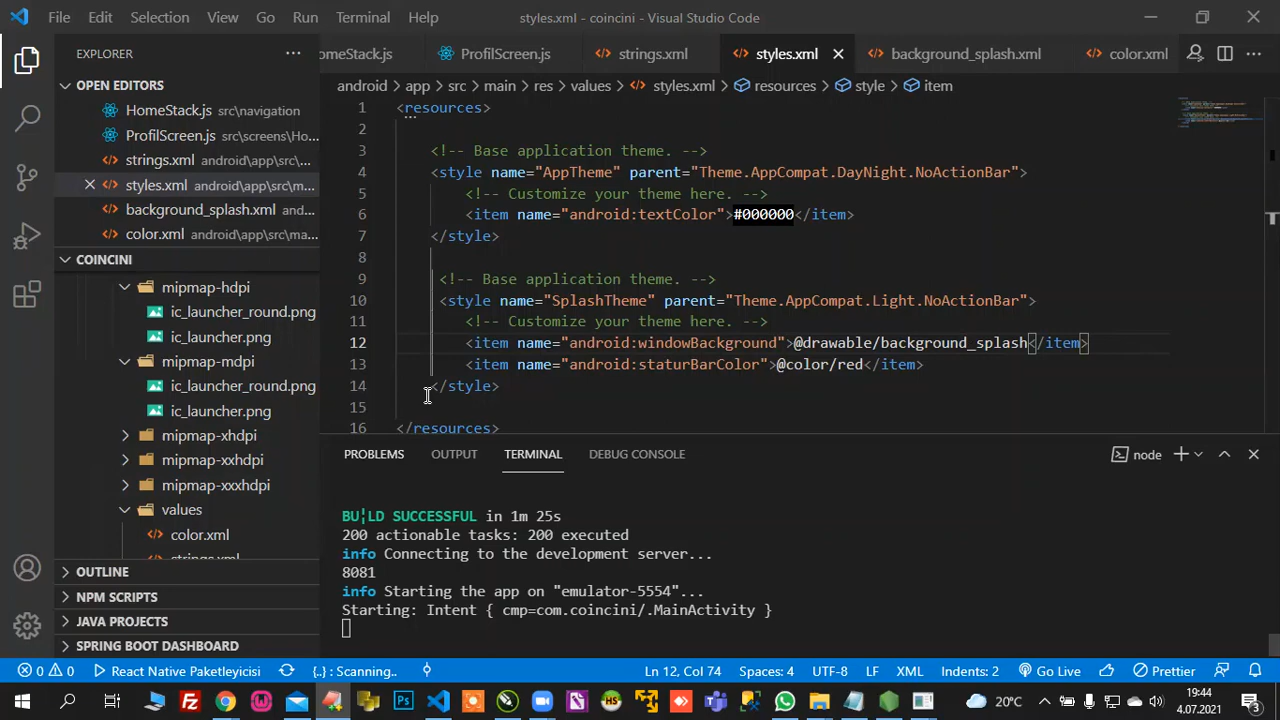 File Edit Selection View Go Run Terminal Help
styles.xml - coincini - Visual Studio Code
EXPLORER
OPEN EDITORS
HomeStack.js src\navigation
ProfilScreen.js src\screens\Ho...
strings.xml android\app\src\...
styles.xml android\app\src\m...
background_splash.xml and...
color.xml android\app\src\ma...
COINCINI
mipmap-hdpi
ic_launcher_round.png
ic_launcher.png
mipmap-mdpi
ic_launcher_round.png
ic_launcher.png
mipmap-xhdpi
mipmap-xxhdpi
mipmap-xxxhdpi
values
color.xml
strings.xml
OUTLINE
NPM SCRIPTS
JAVA PROJECTS
SPRING BOOT DASHBOARD
omeStack.js ProfilScreen.js strings.xml styles.xml background_splash.xml color.xml
android > app > src > main > res > values > styles.xml > resources > style > item
1 <resources>
2
3 <!-- Base application theme. -->
4 <style name="AppTheme" parent="Theme.AppCompat.DayNight.NoActionBar">
5 <!-- Customize your theme here. -->
6 <item name="android:textColor">#000000</item>
7 </style>
8
9 <!-- Base application theme. -->
10 <style name="SplashTheme" parent="Theme.AppCompat.Light.NoActionBar">
11 <!-- Customize your theme here. -->
12 <item name="android:windowBackground">@drawable/background_splash</item>
13 <item name="android:staturBarColor">@color/red</item>
14 </style>
15
16 </resources>
PROBLEMS OUTPUT TERMINAL DEBUG CONSOLE
node
BU¦LD SUCCESSFUL in 1m 25s
200 actionable tasks: 200 executed
info Connecting to the development server...
8081
info Starting the app on "emulator-5554"...
Starting: Intent { cmp=com.coincini/.MainActivity }
0 0 React Native Paketleyicisi {..} : Scanning.. Ln 12, Col 74 Spaces: 4 UTF-8 LF XML Indents: 2 Go Live Prettier
20°C
19:44
4.07.2021
3